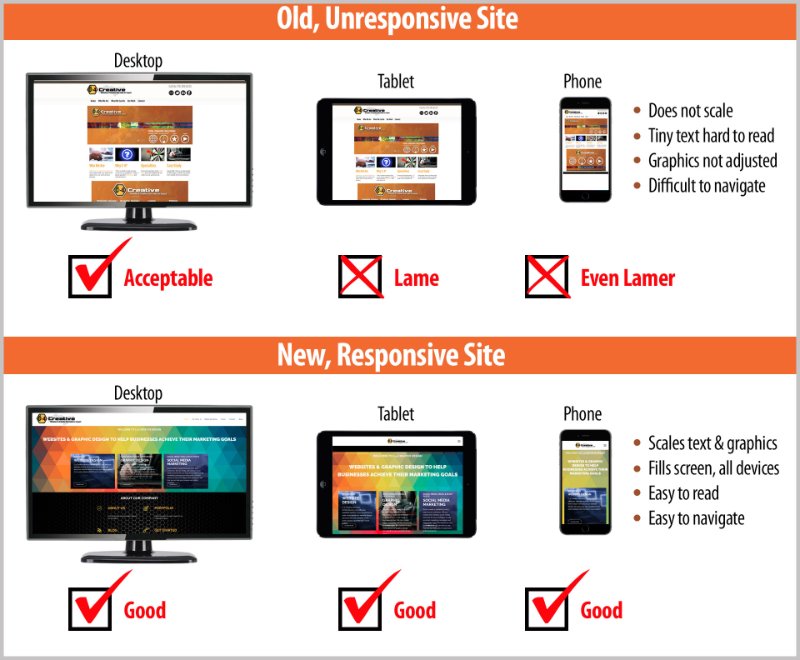 Old, Unresponsive Site
Desktop
Tablet
Phone
Creative
Creative
Creative
• Does not scale
• Tiny text hard to read
• Graphics not adjusted
• Difficult to navigate
Acceptable
Lame
Even Lamer
New, Responsive Site
Desktop
Tablet
Phone
Creative
WEBSITES & GRAPHIC DESIGN TO HELP BUSINESSES ACHIEVE THEIR MARKETING GOALS
SOCIAL MEDIA
MARKETING
ABOUT OUR COMPANY
ABOUT US
PORTFOLIO
BLOG
GET STARTED
WEBSITES & GRAPHIC DESIGN TO HELP
BUSINESSES ACHIEVE THEIR MARKETING GOALS
SOCIAL MEDIA
MARKETING
WEBSITES & GRAPHIC
DESIGN TO HELP
BUSINESSES ACHIEVE
THEIR MARKETING
GOALS
• Scales text & graphics
• Fills screen, all devices
• Easy to read
• Easy to navigate
Good
Good
Good